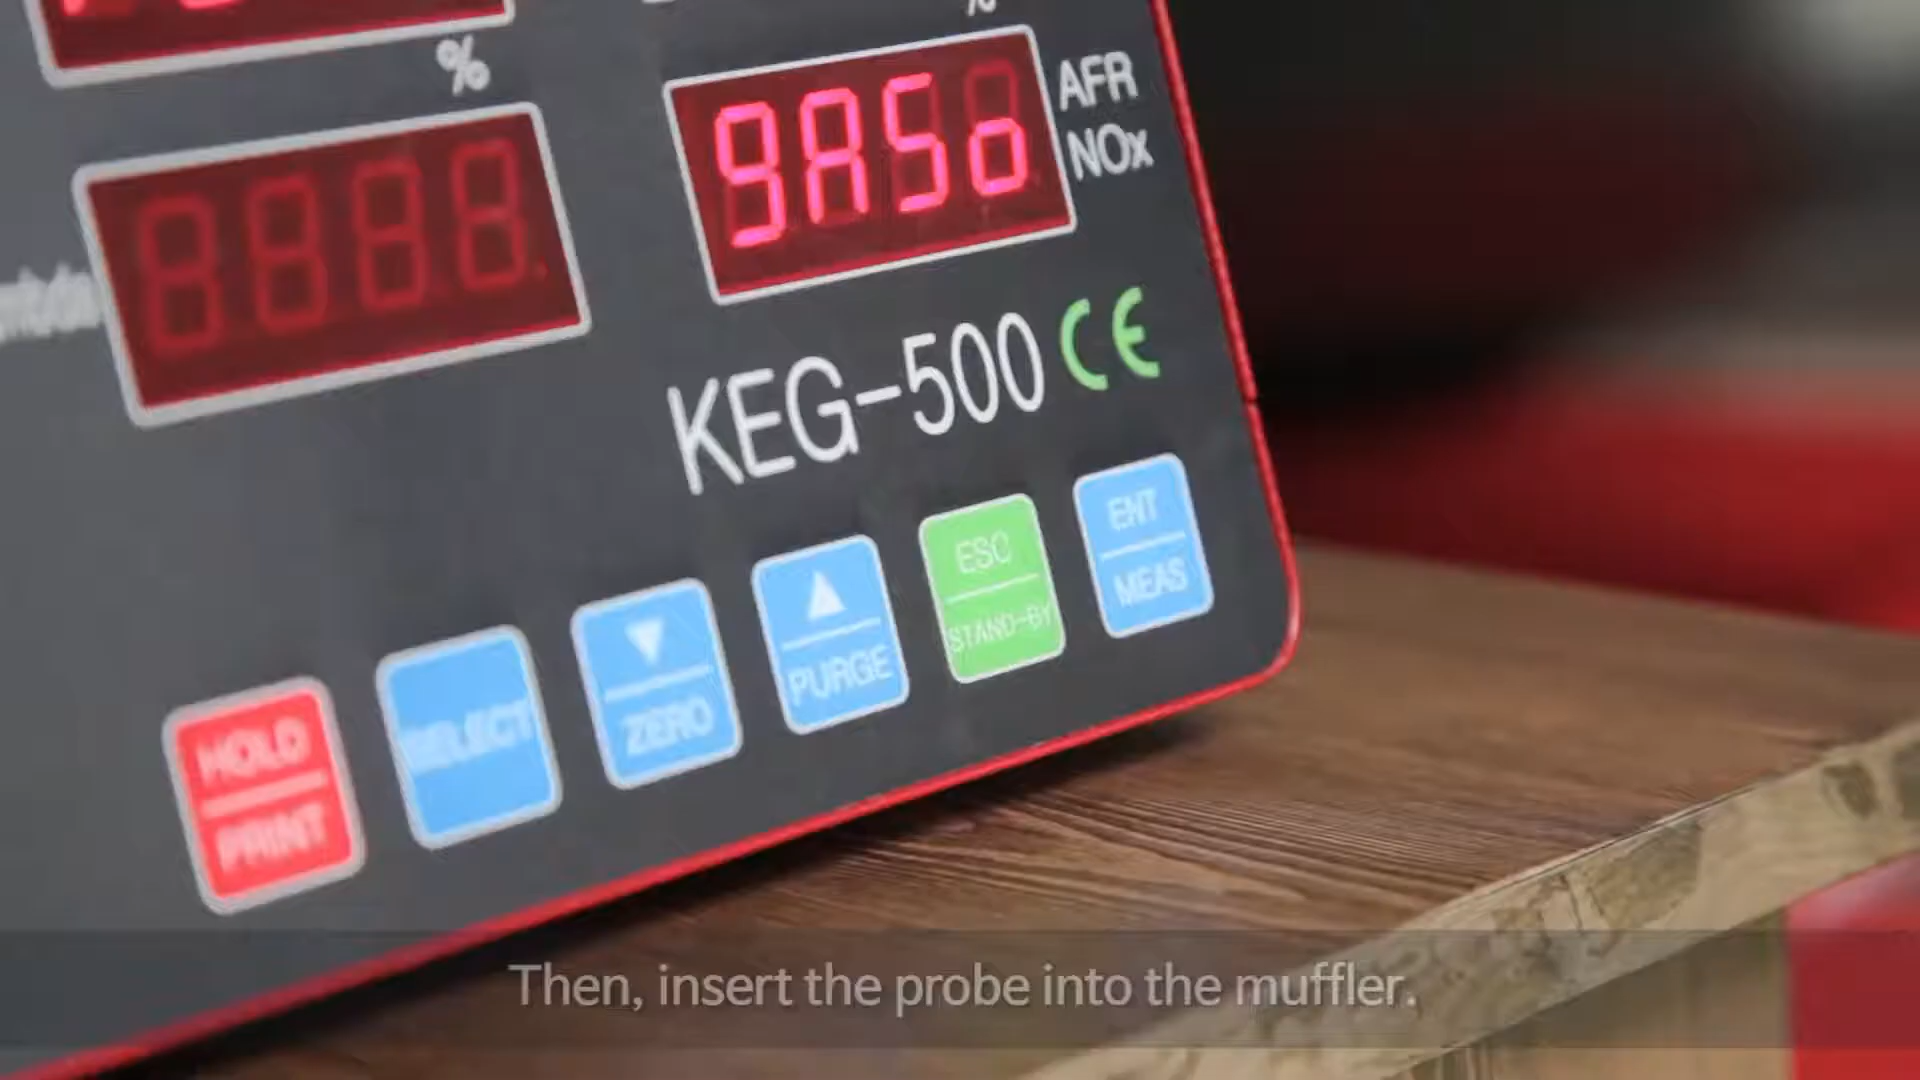 %
%
gASo
AFR
NOx
KEG-500 CE
HOLD
PRINT
SELECT
ZERO
PURGE
ESC
STAND-BY
ENT
MEAS
Then, insert the probe into the muffler.